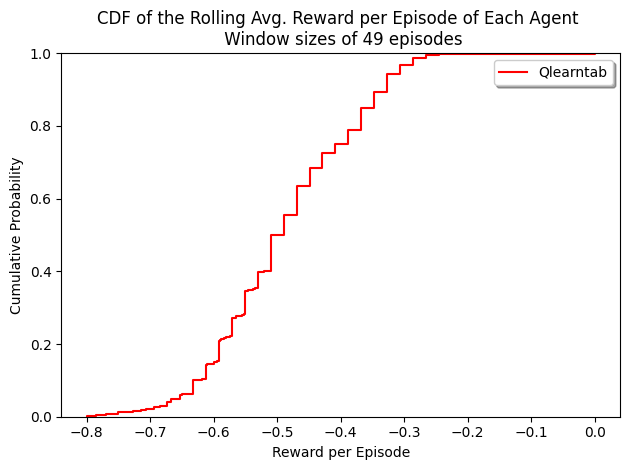 CDF of the Rolling Avg. Reward per Episode of Each Agent
Window sizes of 49 episodes
Qlearntab
Cumulative Probability
1.0
0.8
0.6
0.4
0.2
0.0
−0.8 −0.7 −0.6 −0.5 −0.4 −0.3 −0.2 −0.1 0.0
Reward per Episode